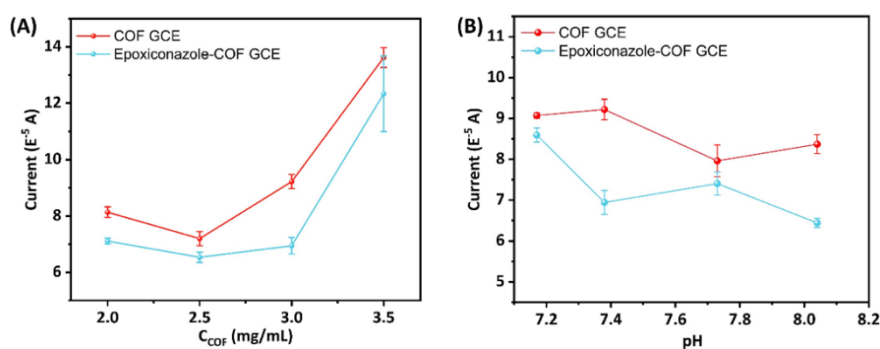 (A)
COF GCE
Epoxiconazole-COF GCE
Current (E⁻⁵ A)
14
12
10
8
6
2.0 2.5 3.0 3.5
C_COF (mg/mL)
(B)
COF GCE
Epoxiconazole-COF GCE
Current (E⁻⁵ A)
11
10
9
8
7
6
5
7.2 7.4 7.6 7.8 8.0 8.2
pH